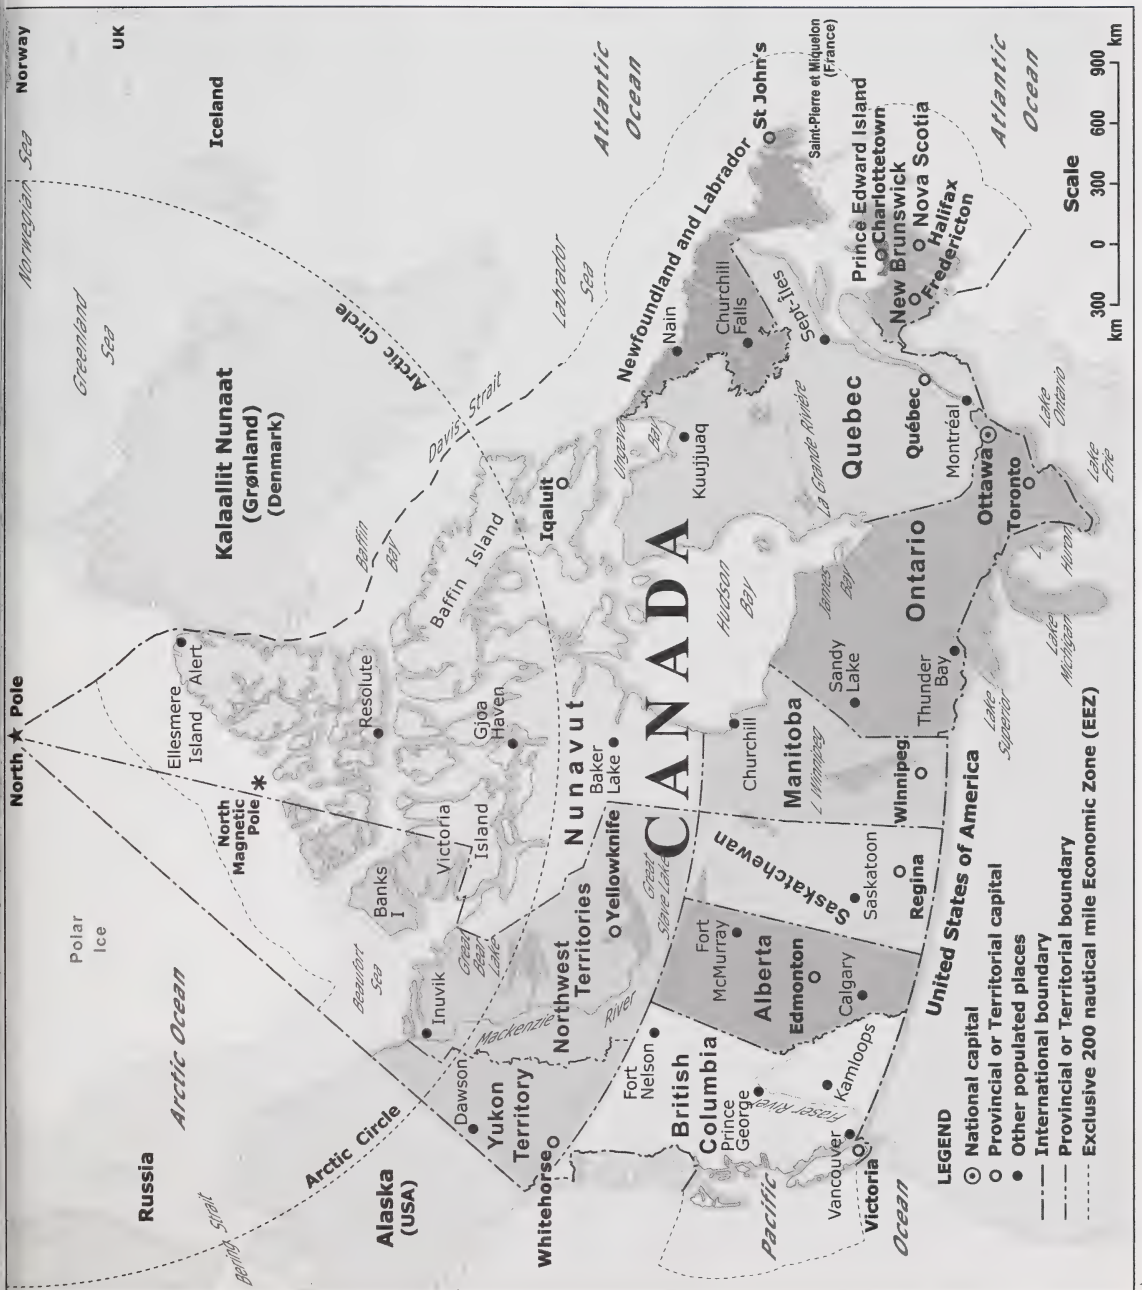 Norway
UK
Norwegian Sea
Iceland
Greenland
Sea
Atlantic
Ocean
North Pole
Kalaallit Nunaat
(Grønland)
(Denmark)
Arctic Circle
Labrador
Sea
Davis Strait
Baffin
Bay
Polar
Ice
Arctic Ocean
Russia
Bering Strait
Arctic Circle
Alaska
(USA)
Beaufort
Sea
North
Magnetic
Pole
Ellesmere
Island
Alert
Resolute
Banks
I
Victoria
Island
Gjoa
Haven
Baffin Island
Iqaluit
Inuvik
Great
Bear
Lake
Mackenzie
River
Dawson
Yukon
Territory
Whitehorse
Northwest
Territories
Yellowknife
Great
Slave Lake
Nunavut
Baker
Lake
CANADA
Hudson
Bay
Ungava
Bay
Kuujjuaq
Newfoundland and Labrador
Nain
Churchill
Falls
St John's
Saint-Pierre et Miquelon
(France)
Fort
Nelson
British
Columbia
Prince
George
Fraser River
Kamloops
Vancouver
Victoria
Pacific
Ocean
Fort
McMurray
Alberta
Edmonton
Calgary
Saskatchewan
Saskatoon
Regina
Churchill
Manitoba
L Winnipeg
Winnipeg
Sandy
Lake
Thunder
Bay
Ontario
James
Bay
La Grande Rivière
Quebec
Sept-Îles
Québec
Montréal
Ottawa
Toronto
Prince Edward Island
Charlottetown
New Brunswick
Nova Scotia
Halifax
Fredericton
Atlantic
Ocean
Lake
Superior
Lake
Michigan
L
Huron
Lake
Erie
Lake
Ontario
United States of America
LEGEND
National capital
Provincial or Territorial capital
Other populated places
International boundary
Provincial or Territorial boundary
Exclusive 200 nautical mile Economic Zone (EEZ)
Scale
km 300 0 300 600 900 km